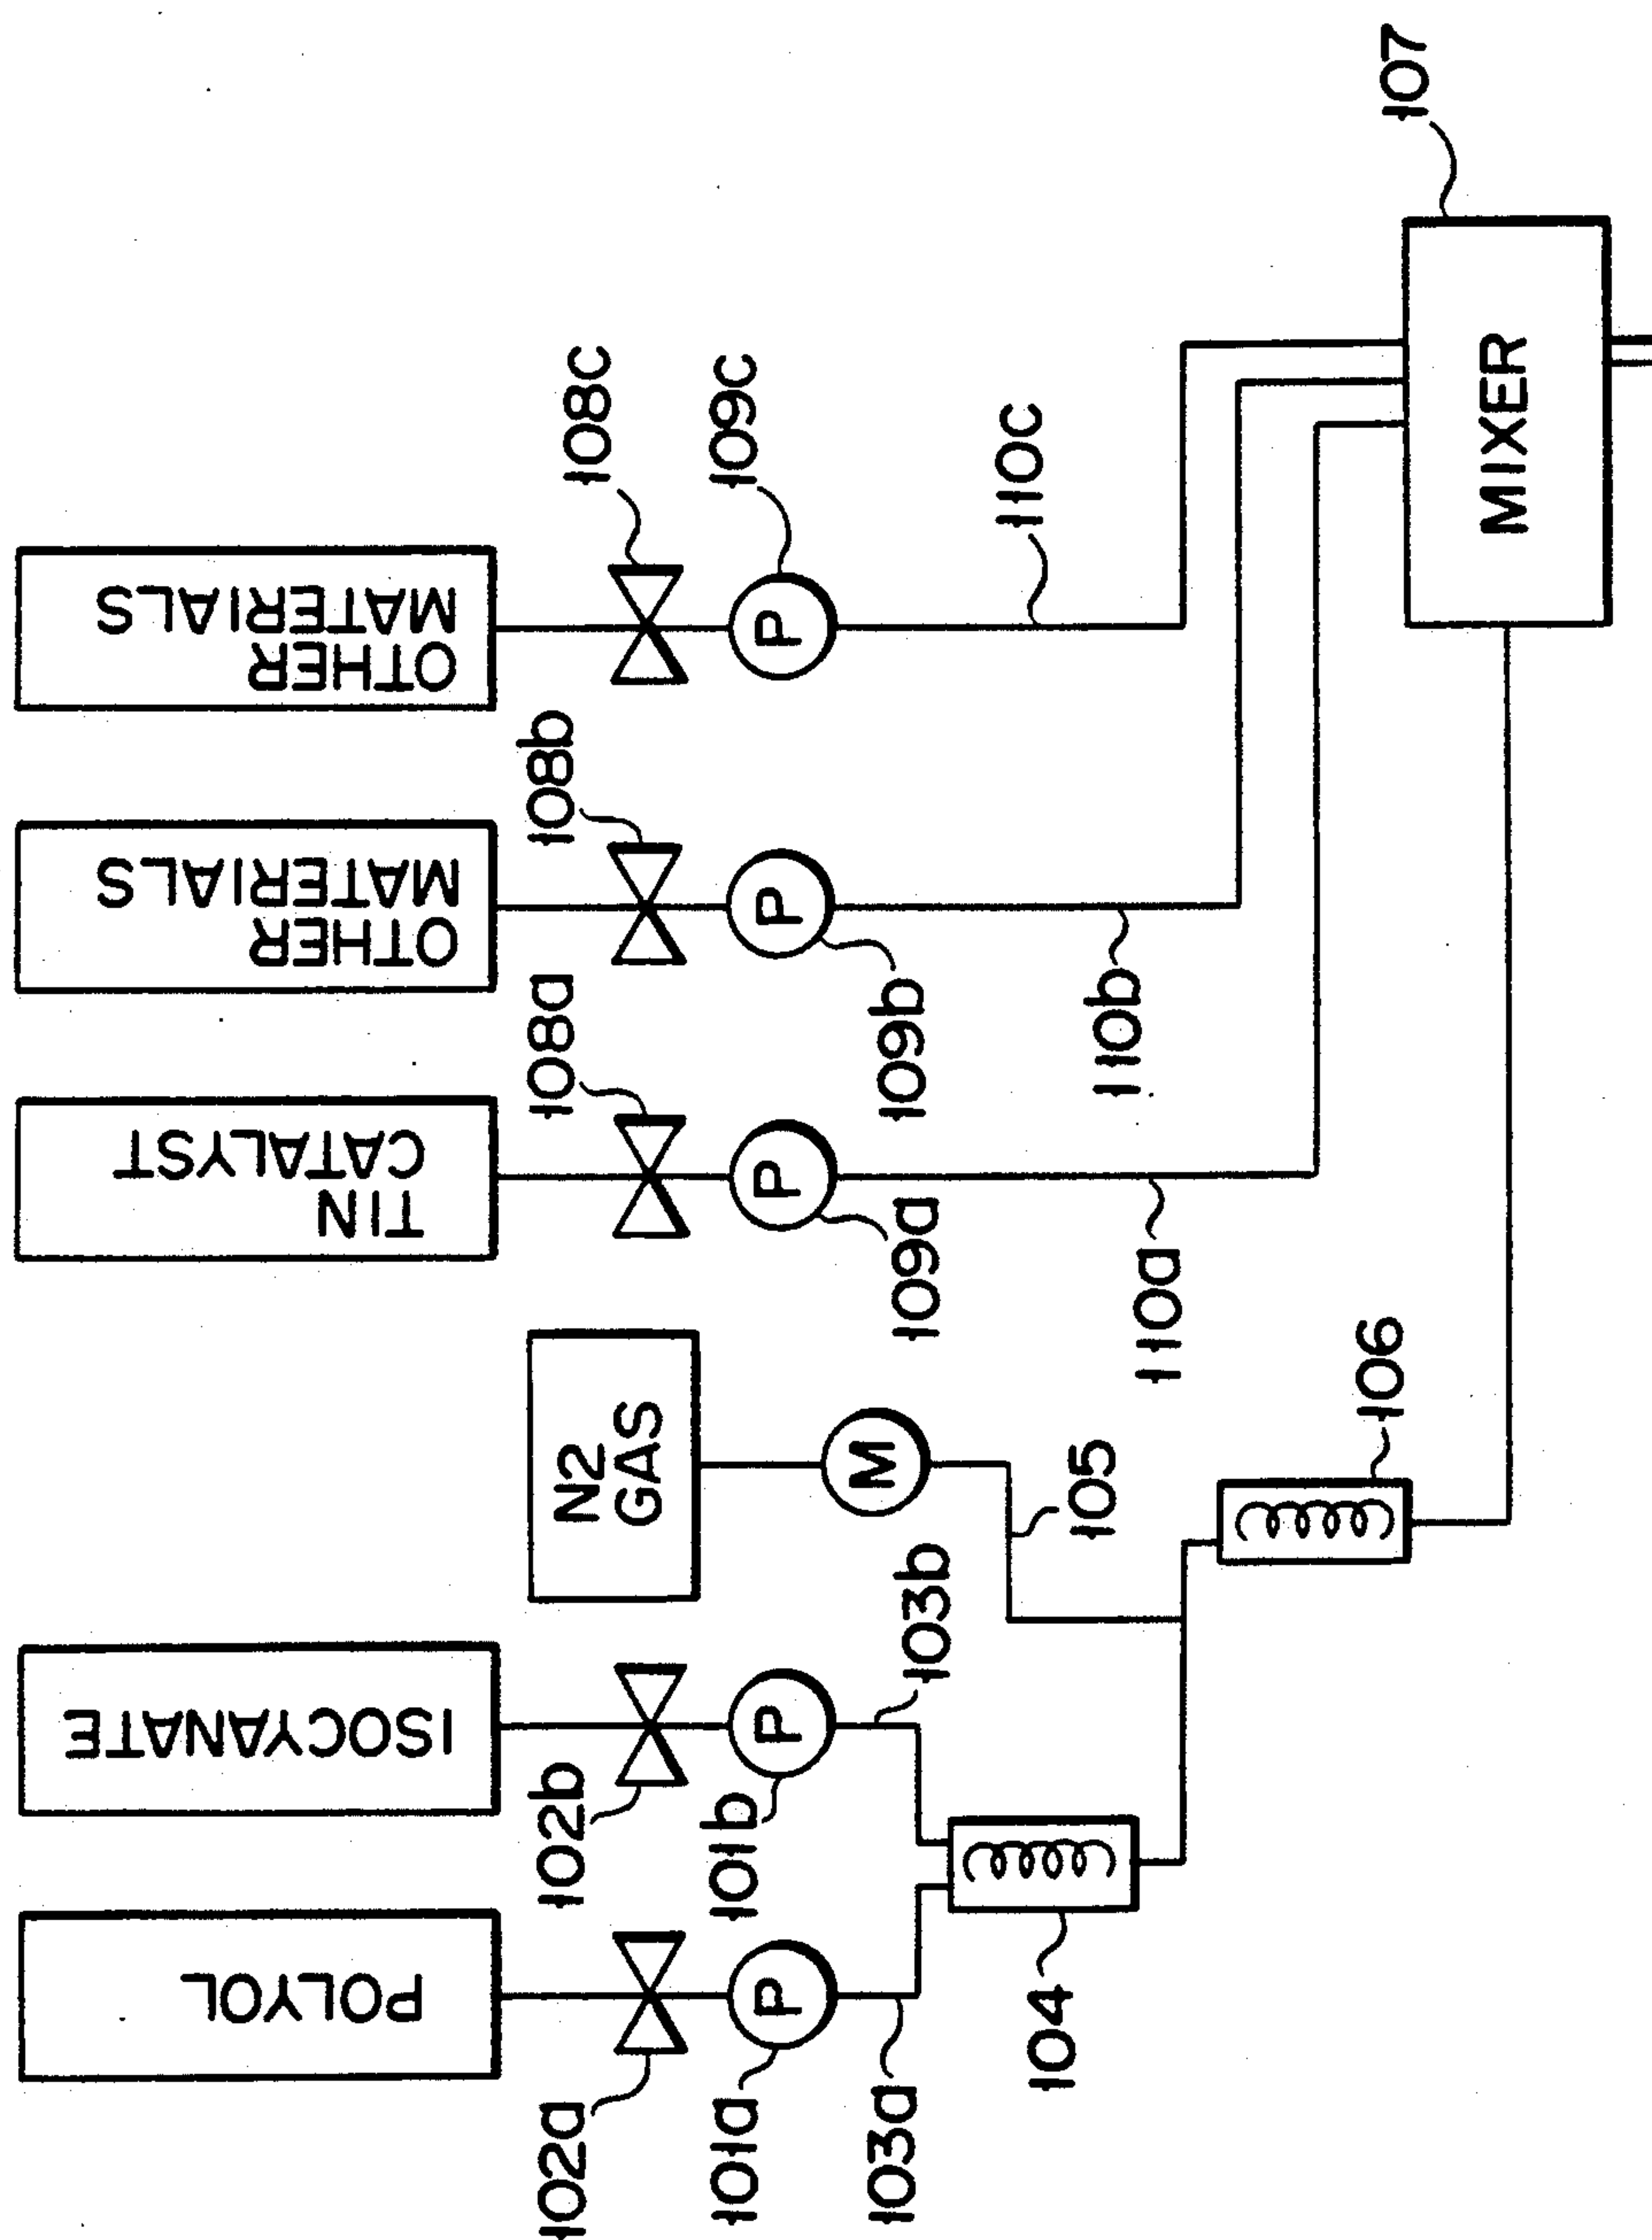 POLYOL
ISOCYANATE
N2
GAS
TIN
CATALYST
OTHER
MATERIALS
OTHER
MATERIALS
102a
102b
108a
108b
108c
101a
P
101b
P
M
109a
P
109b
P
109c
P
103a
103b
105
110a
110b
110c
104
106
107
MIXER